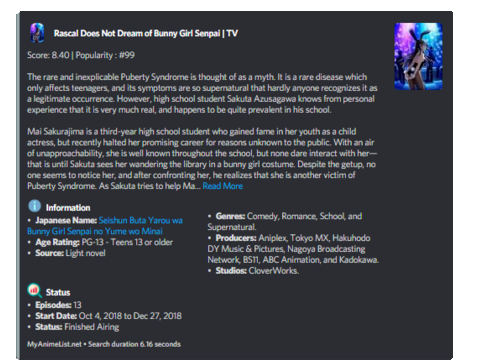 Rascal Does Not Dream of Bunny Girl Senpai | TV
Score: 8.40 | Popularity : #99
The rare and inexplicable Puberty Syndrome is thought of as a myth. It is a rare disease which
only affects teenagers, and its symptoms are so supernatural that hardly anyone recognizes it as
a legitimate occurrence. However, high school student Sakuta Azusagawa knows from personal
experience that it is very much real, and happens to be quite prevalent in his school.
Mai Sakurajima is a third-year high school student who gained fame in her youth as a child
actress, but recently halted her promising career for reasons unknown to the public. With an air
of unapproachability, she is well known throughout the school, but none dare interact with her—
that is until Sakuta sees her wandering the library in a bunny girl costume. Despite the getup, no
one seems to notice her, and after confronting her, he realizes that she is another victim of
Puberty Syndrome. As Sakuta tries to help Ma... Read More
Information
• Japanese Name: Seishun Buta Yarou wa
Bunny Girl Senpai no Yume wo Minai
• Age Rating: PG-13 - Teens 13 or older
• Source: Light novel
• Genres: Comedy, Romance, School, and
Supernatural.
• Producers: Aniplex, Tokyo MX, Hakuhodo
DY Music & Pictures, Nagoya Broadcasting
Network, BS11, ABC Animation, and Kadokawa.
• Studios: CloverWorks.
Status
• Episodes: 13
• Start Date: Oct 4, 2018 to Dec 27, 2018
• Status: Finished Airing
MyAnimeList.net • Search duration 6.16 seconds